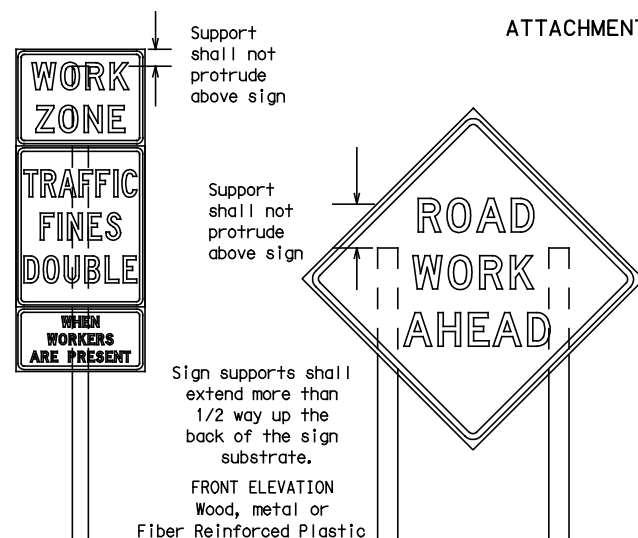 ATTACHMENT
Support
shall not
protrude
above sign
WORK
ZONE
TRAFFIC
FINES
DOUBLE
WHEN
WORKERS
ARE PRESENT
Support
shall not
protrude
above sign
ROAD
WORK
AHEAD
Sign supports shall
extend more than
1/2 way up the
back of the sign
substrate.
FRONT ELEVATION
Wood, metal or
Fiber Reinforced Plastic